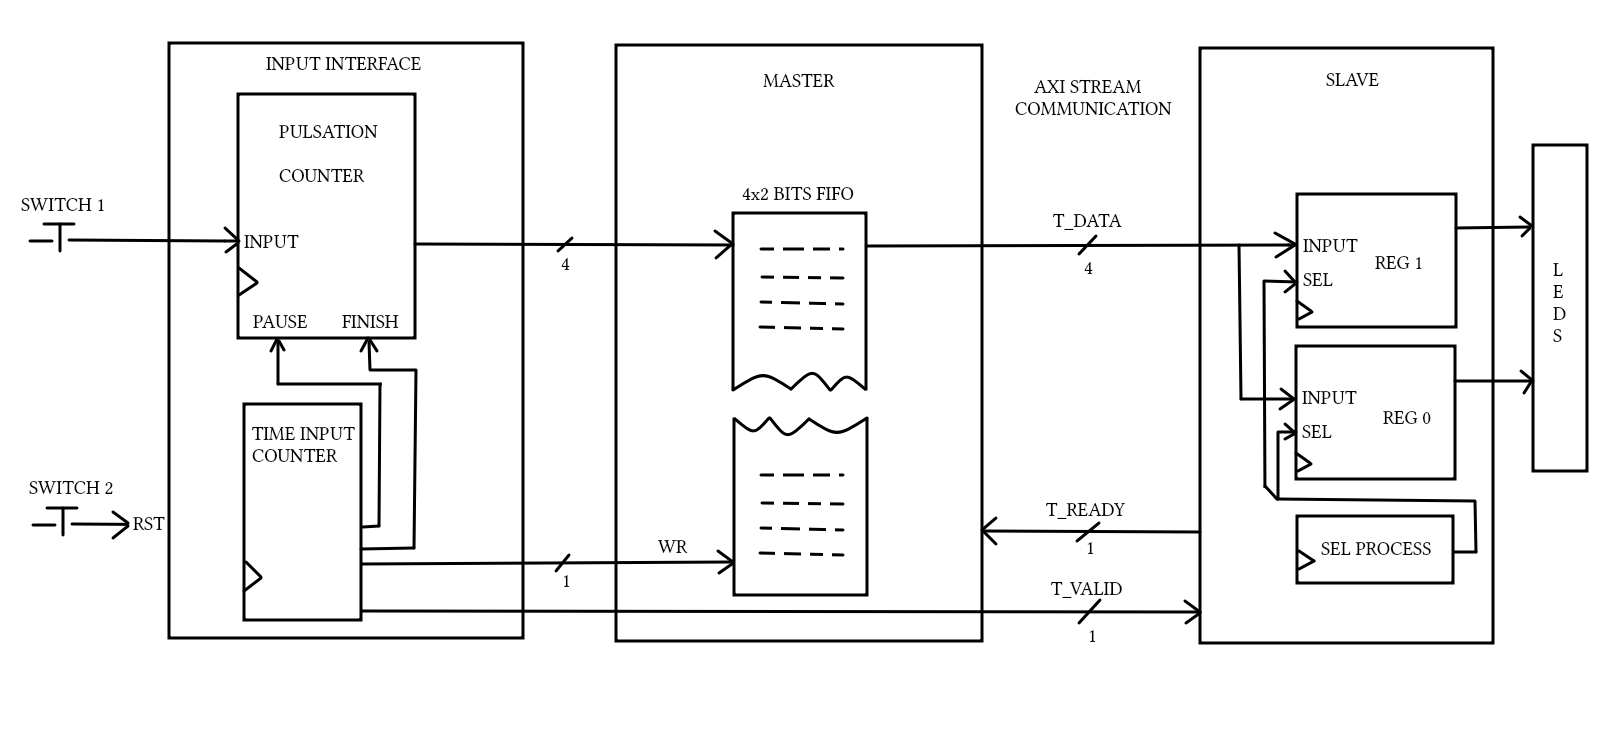 INPUT INTERFACE
PULSATION
COUNTER
SWITCH 1
INPUT
PAUSE
FINISH
TIME INPUT
COUNTER
SWITCH 2
RST
4
WR
1
MASTER
4x2 BITS FIFO
AXI STREAM
COMMUNICATION
T_DATA
4
T_READY
1
T_VALID
1
SLAVE
INPUT
REG 1
SEL
INPUT
REG 0
SEL
SEL PROCESS
L
E
D
S